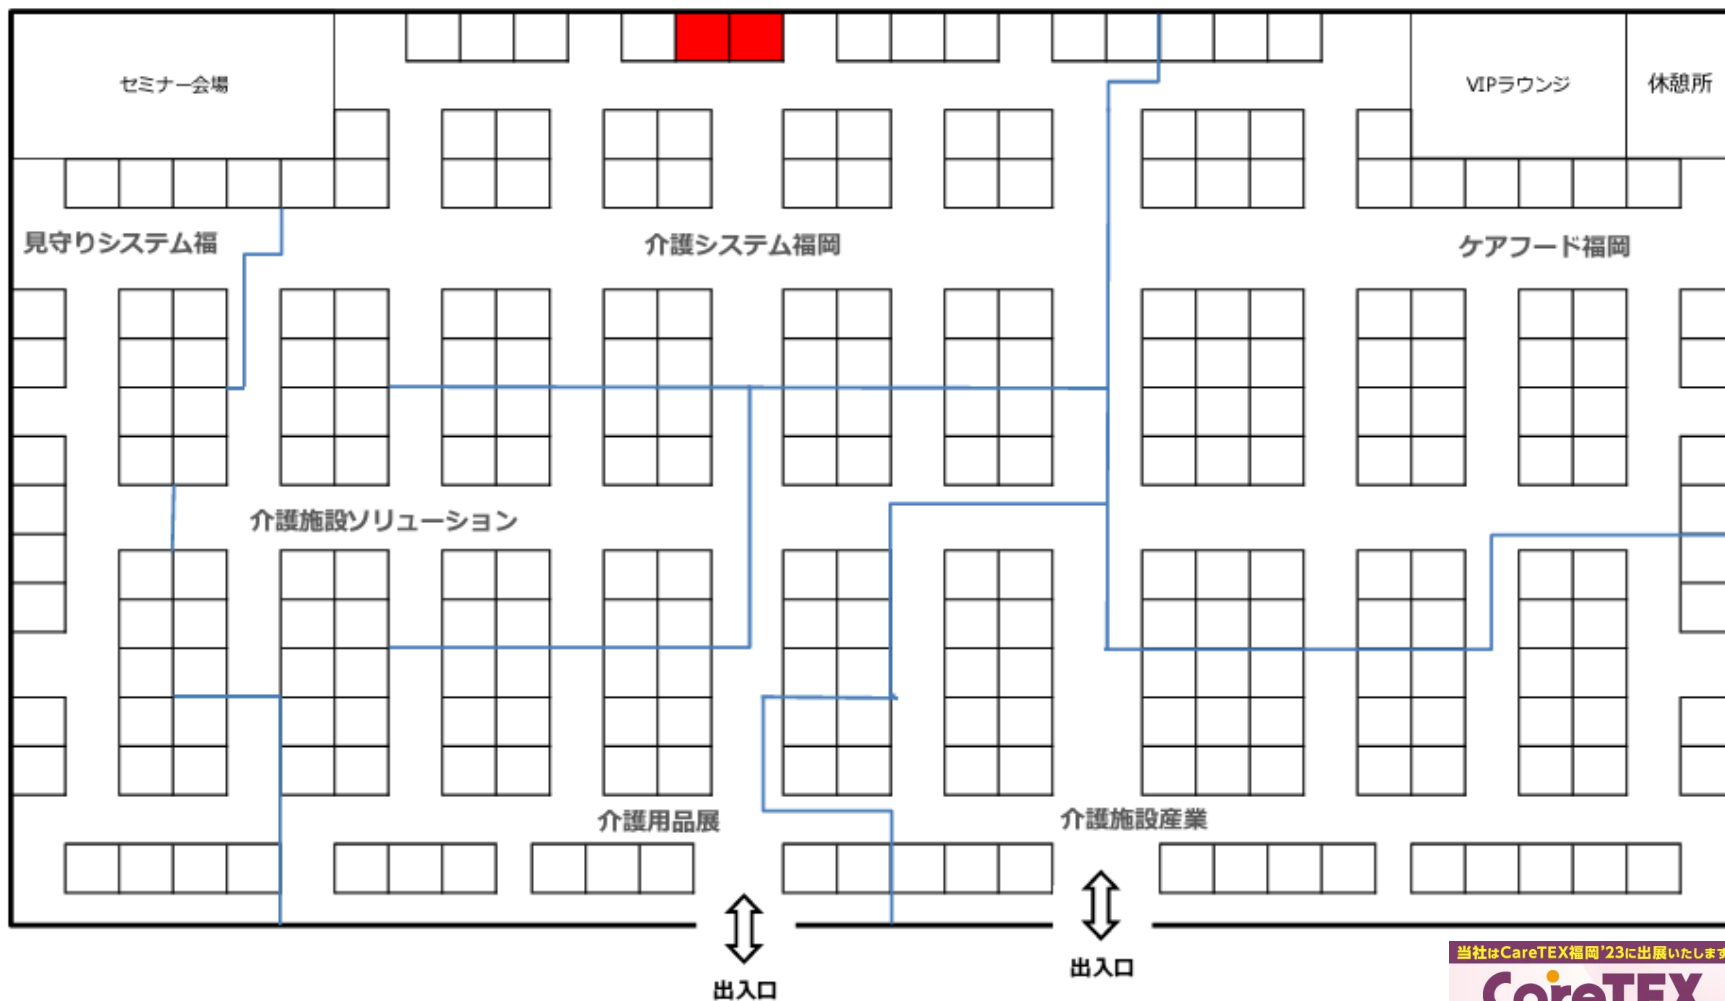 セミナー会場
VIPラウンジ
休憩所
見守りシステム福
介護システム福岡
ケアフード福岡
介護施設ソリューション
介護用品展
介護施設産業
出入口
出入口
当社はCareTEX福岡'23に出展いたします
CareTEX